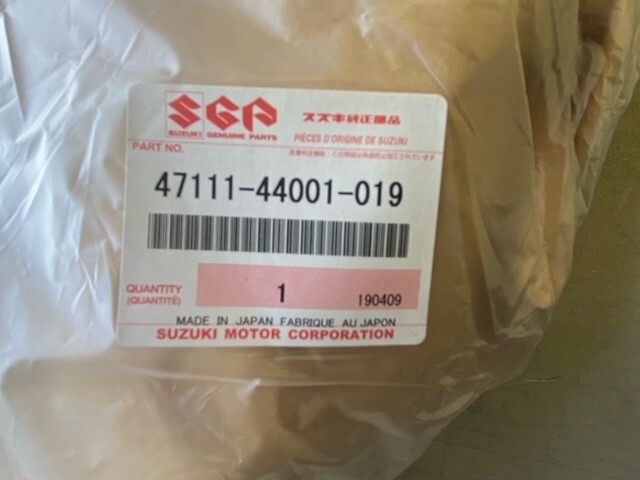 SGP スズキ純正部品
SUZUKI GENUINE PARTS PIÈCES D'ORIGINE DE SUZUKI
PART NO.
47111-44001-019
QUANTITY 1 190409
(QUANTITÉ)
MADE IN JAPAN FABRIQUE AU JAPON
SUZUKI MOTOR CORPORATION